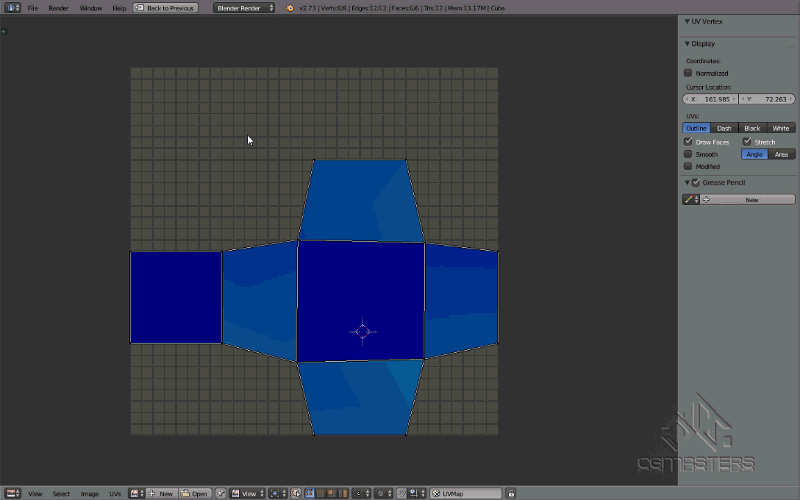 File Render Window Help Back to Previous Blender Render v2.73 | Verts:8/8 | Edges:12/12 | Faces:6/6 | Tris:12 | Mem:13.17M | Cube
UV Vertex
Display
Coordinates:
Normalized
Cursor Location:
X: 161.985 Y: 72.263
UVs:
Outline Dash Black White
Draw Faces Stretch
Smooth Angle Area
Modified
Grease Pencil
New
CGMASTERS
View Select Image UVs New Open View UVMap